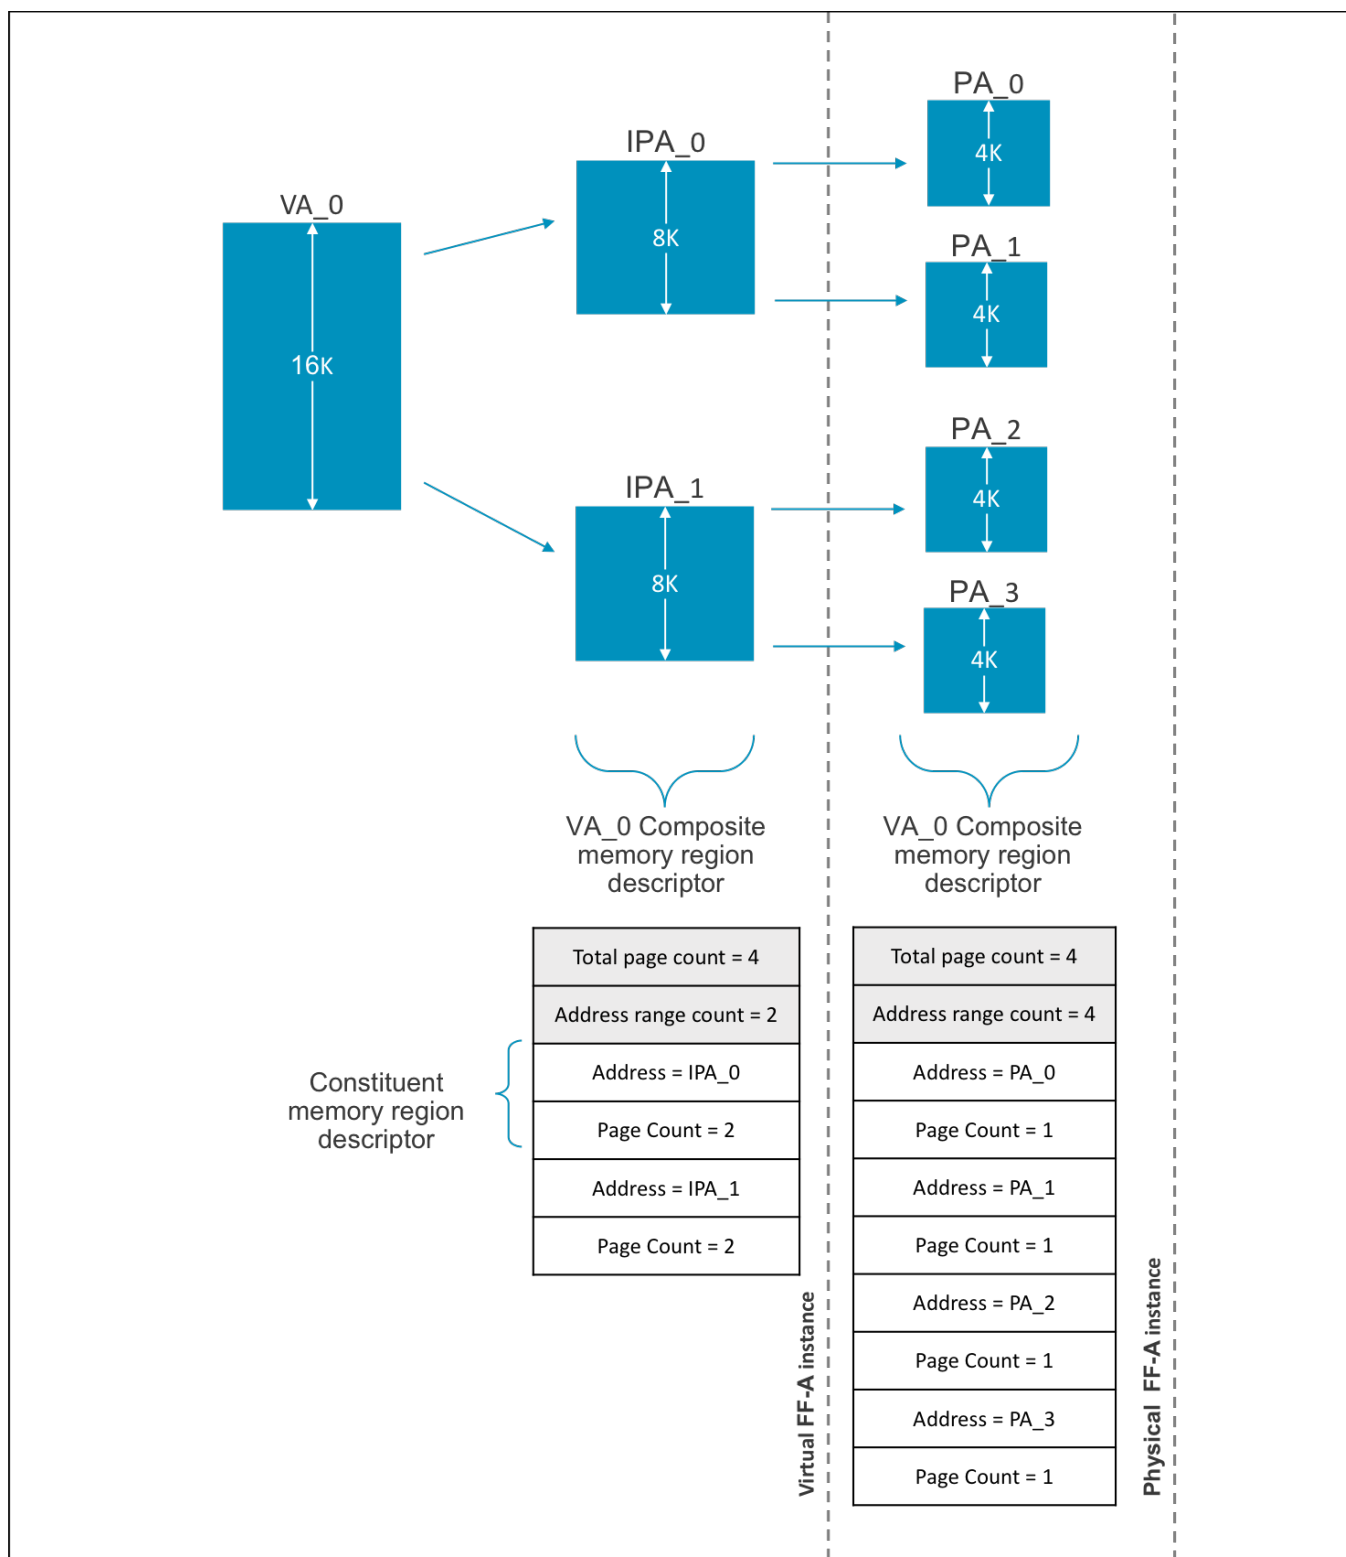 PA_0
4K
IPA_0
8K
VA_0
16K
PA_1
4K
PA_2
4K
IPA_1
8K
PA_3
4K
VA_0 Composite
memory region
descriptor
VA_0 Composite
memory region
descriptor
Total page count = 4
Address range count = 2
Address = IPA_0
Page Count = 2
Address = IPA_1
Page Count = 2
Constituent
memory region
descriptor
Total page count = 4
Address range count = 4
Address = PA_0
Page Count = 1
Address = PA_1
Page Count = 1
Address = PA_2
Page Count = 1
Address = PA_3
Page Count = 1
Virtual FF-A instance
Physical FF-A instance